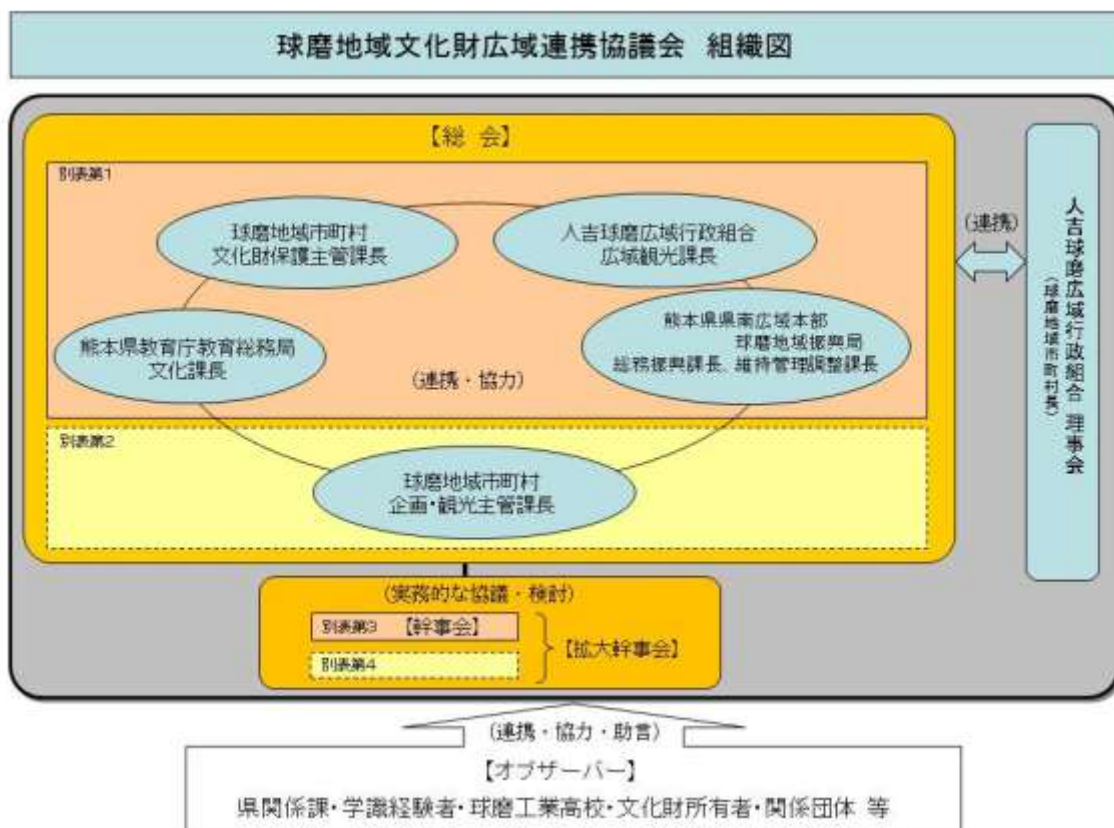 球磨地域文化財広域連携協議会 組織図
【総 会】
別表第1
球磨地域市町村
文化財保護主管課長
人吉球磨広域行政組合
広域観光課長
熊本県教育庁教育総務局
文化課長
熊本県県南広域本部
球磨地域振興局
総務振興課長、維持管理調整課長
(連携・協力)
別表第2
球磨地域市町村
企画・観光主管課長
(連携)
人吉球磨広域行政組合 理事会
(球磨地域市町村長)
(実務的な協議・検討)
別表第3 【幹事会】
別表第4
【拡大幹事会】
(連携・協力・助言)
【オブザーバー】
県関係課・学識経験者・球磨工業高校・文化財所有者・関係団体 等